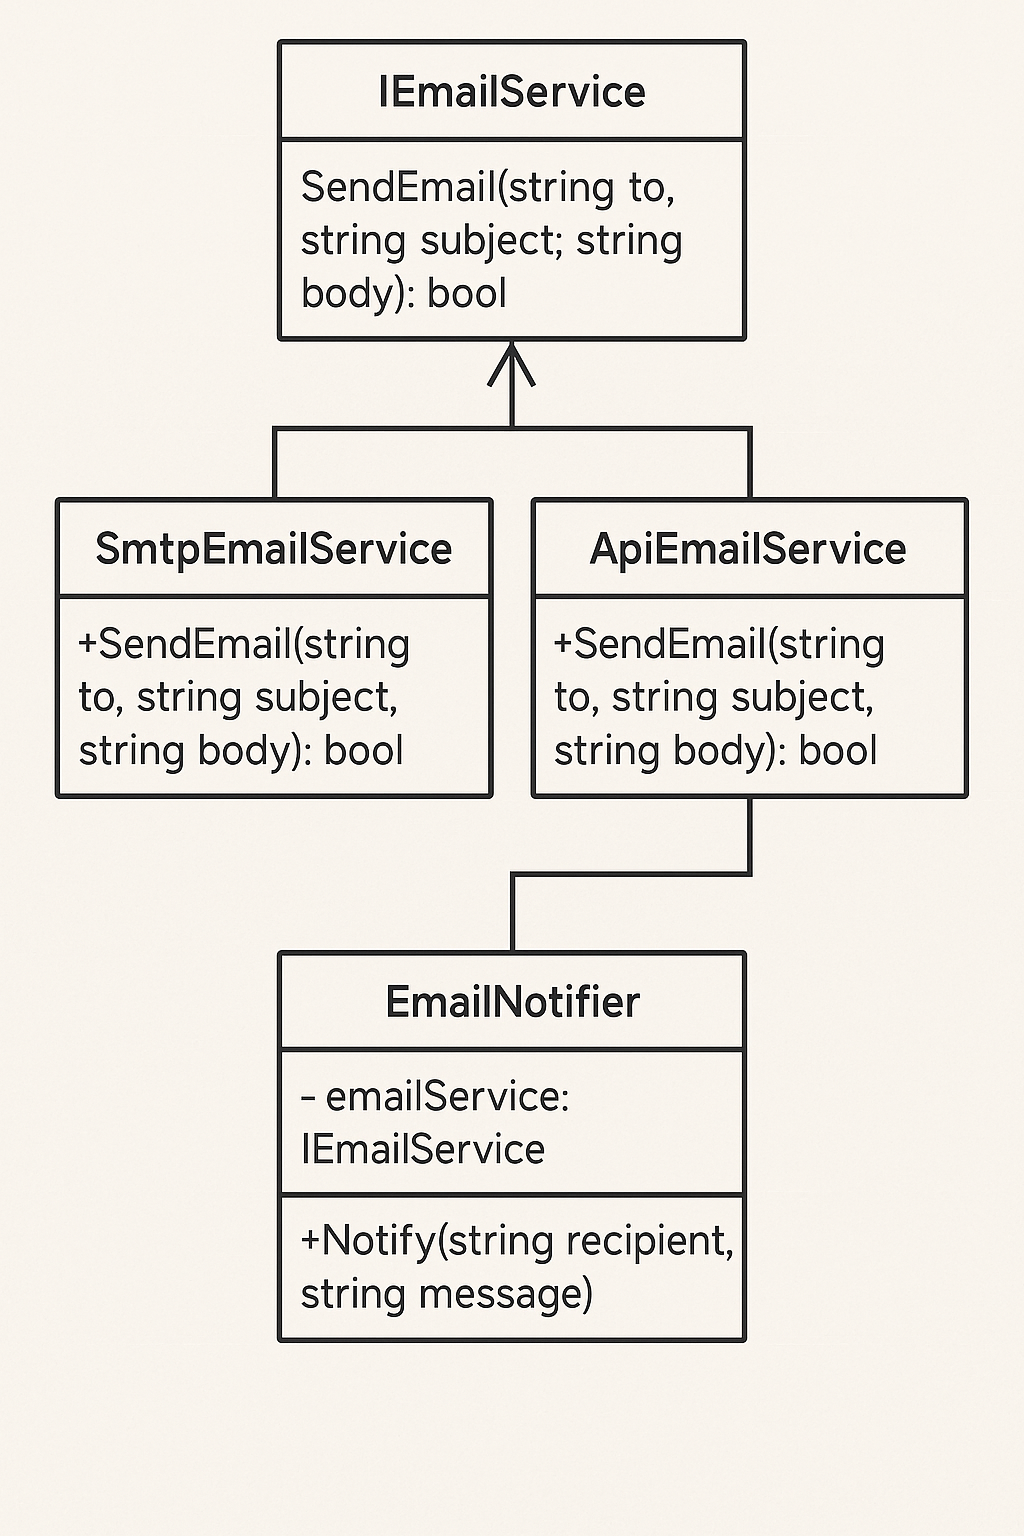 IEmailService
SendEmail(string to,
string subject; string
body): bool
SmtpEmailService
+SendEmail(string
to, string subject,
string body): bool
ApiEmailService
+SendEmail(string
to, string subject,
string body): bool
EmailNotifier
- emailService:
IEmailService
+Notify(string recipient,
string message)